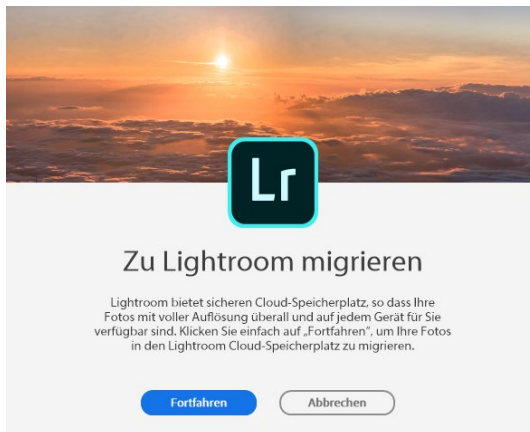 Lr
Zu Lightroom migrieren
Lightroom bietet sicheren Cloud-Speicherplatz, so dass Ihre
Fotos mit voller Auflösung überall und auf jedem Gerät für Sie
verfügbar sind. Klicken Sie einfach auf „Fortfahren”, um Ihre Fotos
in den Lightroom Cloud-Speicherplatz zu migrieren.
Fortfahren Abbrechen